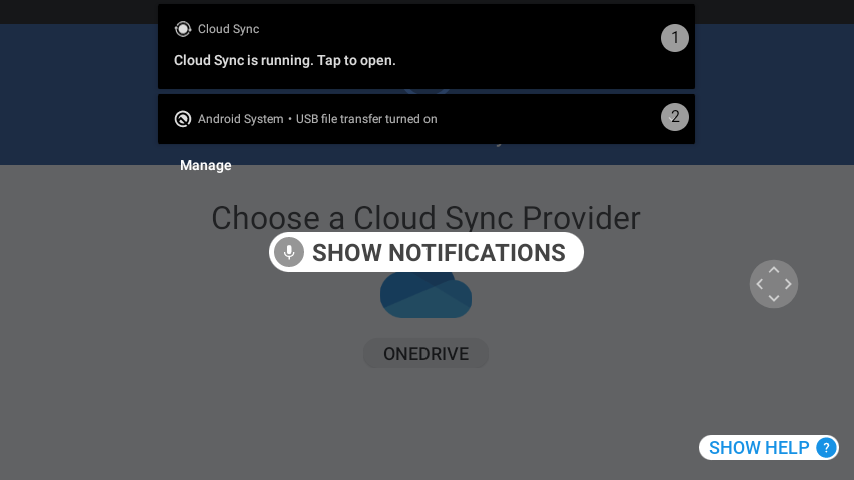 Cloud Sync
1
Cloud Sync is running. Tap to open.
Android System • USB file transfer turned on
2
Manage
Choose a Cloud Sync Provider
SHOW NOTIFICATIONS
ONEDRIVE
SHOW HELP ?